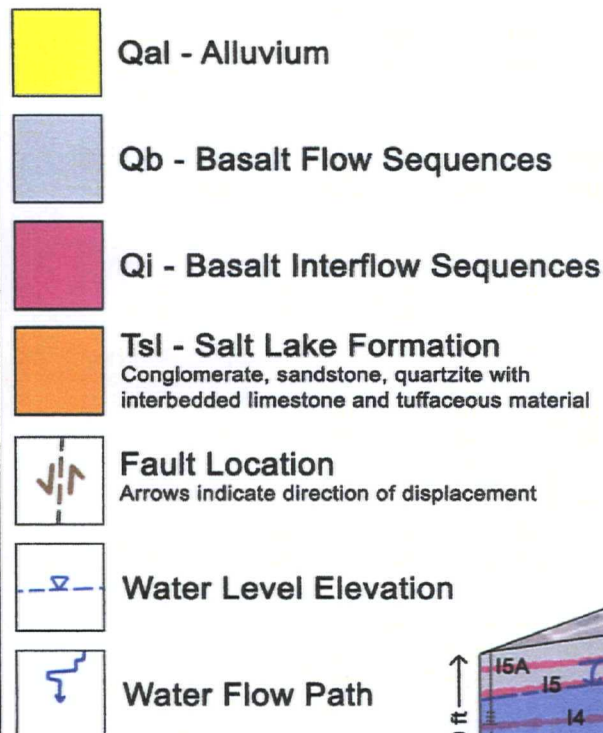 Qal - Alluvium
Qb - Basalt Flow Sequences
Qi - Basalt Interflow Sequences
Tsl - Salt Lake Formation
Conglomerate, sandstone, quartzite with
interbedded limestone and tuffaceous material
Fault Location
Arrows indicate direction of displacement
Water Level Elevation
Water Flow Path
I5A
I5
I4
ft